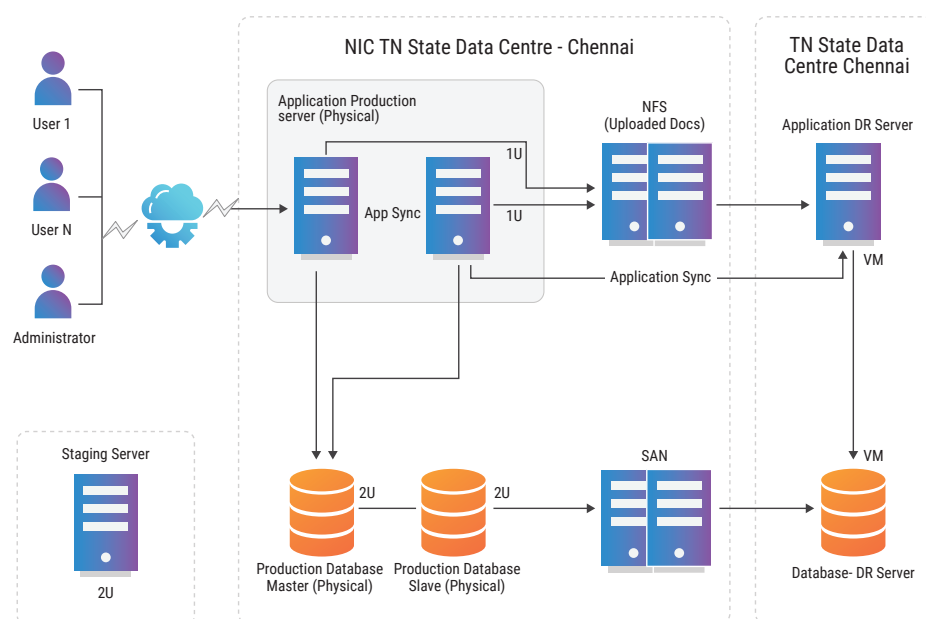 NIC TN State Data Centre - Chennai
TN State Data
Centre Chennai
User 1
User N
Administrator
Application Production
server (Physical)
App Sync
1U
1U
NFS
(Uploaded Docs)
Application DR Server
VM
Application Sync
Staging Server
2U
2U
2U
Production Database
Master (Physical)
Production Database
Slave (Physical)
SAN
VM
Database- DR Server